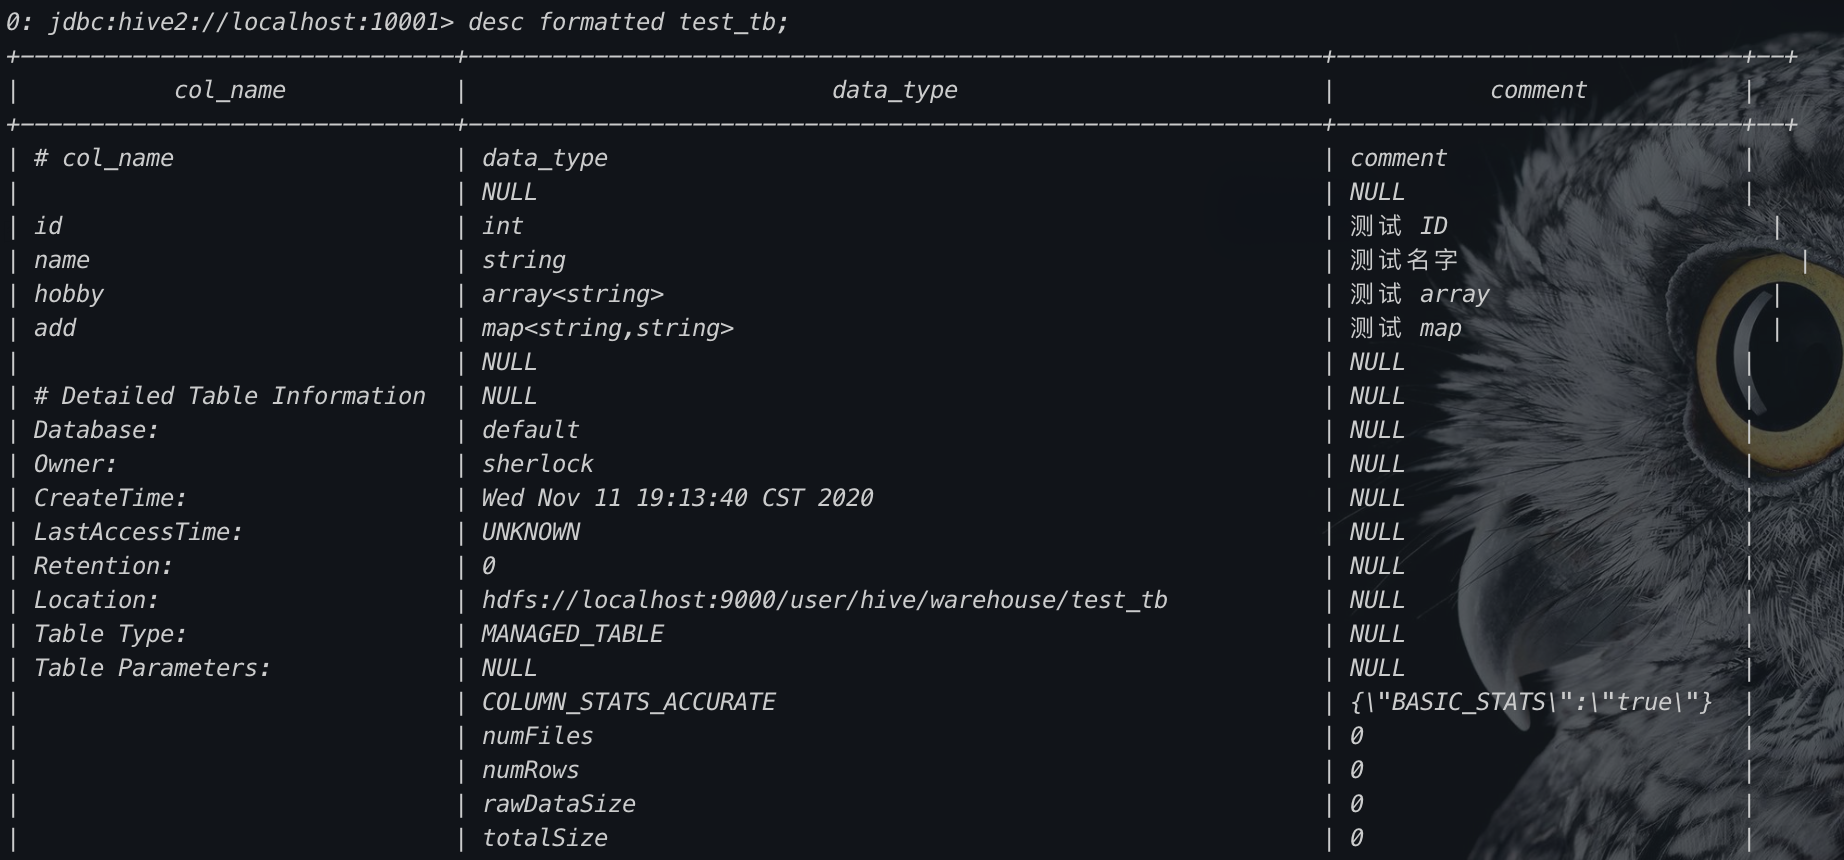 0: jdbc:hive2://localhost:10001> desc formatted test_tb;
+-------------------------------+-------------------------------------------------------------+-----------------------------+--+
| col_name | data_type | comment |
+-------------------------------+-------------------------------------------------------------+-----------------------------+--+
| # col_name | data_type | comment |
| | NULL | NULL |
| id | int | 测试 ID |
| name | string | 测试名字 |
| hobby | array<string> | 测试 array |
| add | map<string,string> | 测试 map |
| | NULL | NULL |
| # Detailed Table Information | NULL | NULL |
| Database: | default | NULL |
| Owner: | sherlock | NULL |
| CreateTime: | Wed Nov 11 19:13:40 CST 2020 | NULL |
| LastAccessTime: | UNKNOWN | NULL |
| Retention: | 0 | NULL |
| Location: | hdfs://localhost:9000/user/hive/warehouse/test_tb | NULL |
| Table Type: | MANAGED_TABLE | NULL |
| Table Parameters: | NULL | NULL |
| | COLUMN_STATS_ACCURATE | {\"BASIC_STATS\":\"true\"} |
| | numFiles | 0 |
| | numRows | 0 |
| | rawDataSize | 0 |
| | totalSize | 0 |